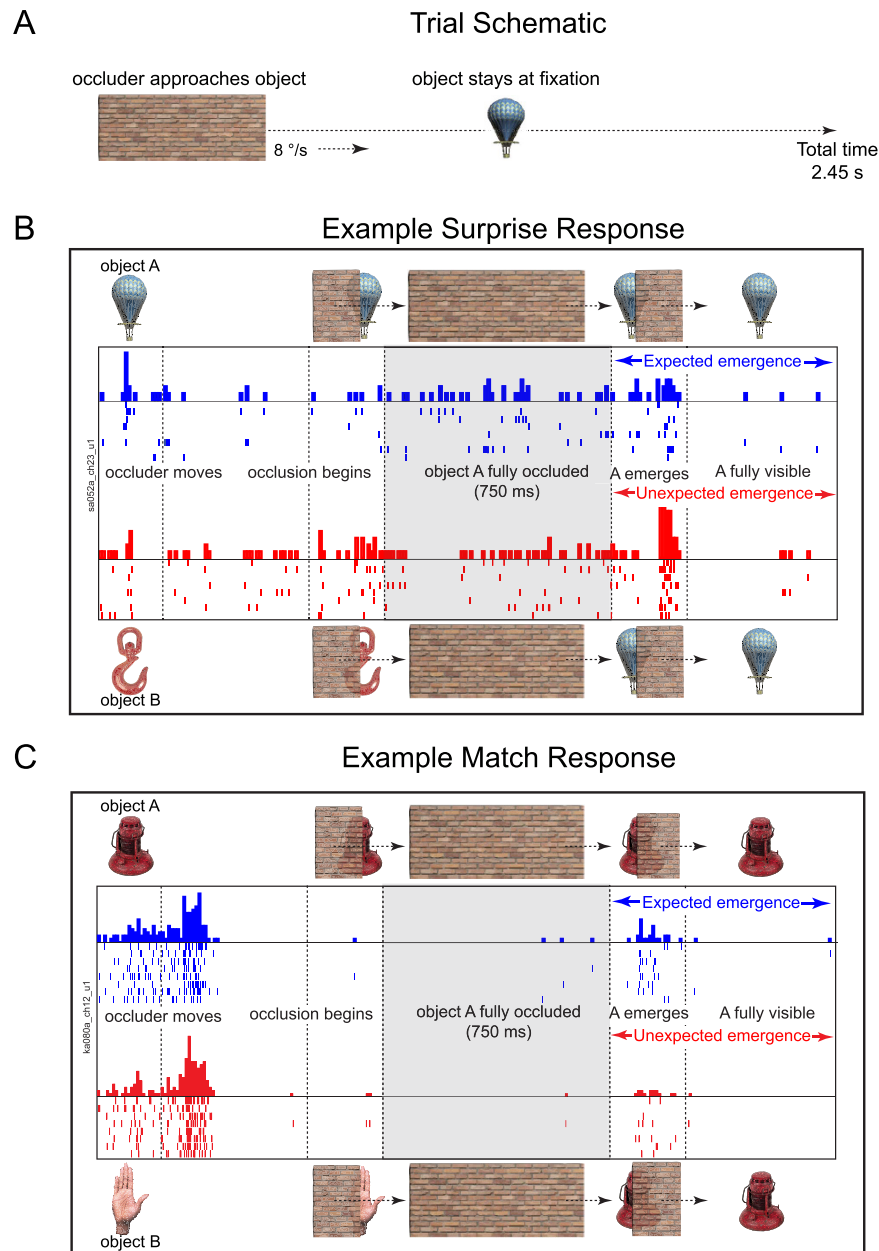 A
Trial Schematic
occluder approaches object
object stays at fixation
8 °/s
Total time
2.45 s
B
Example Surprise Response
object A
Expected emergence
sa052a_ch23_u1
occluder moves
occlusion begins
object A fully occluded
(750 ms)
A emerges
A fully visible
Unexpected emergence
object B
C
Example Match Response
object A
Expected emergence
ka080a_ch12_u1
occluder moves
occlusion begins
object A fully occluded
(750 ms)
A emerges
A fully visible
Unexpected emergence
object B